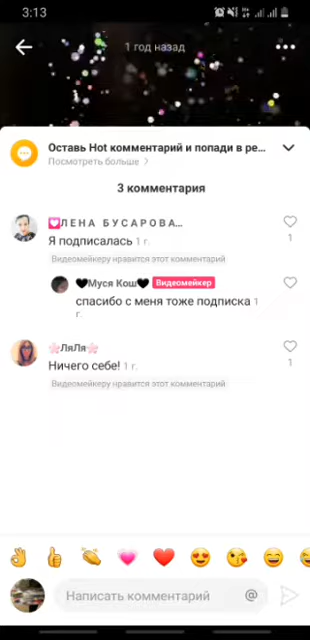 3:13
1 год назад
Оставь Hot комментарий и попади в ре...
Посмотреть больше >
3 комментария
💟ЛЕНА БУСАРОВА...
Я подписалась 1 г.
1
Видеомейкеру нравится этот комментарий
🖤Муся Кош🖤 Видеомейкер
спасибо с меня тоже подписка 1
г.
🌸ЛяЛя🌸
Ничего себе! 1 г.
1
Видеомейкеру нравится этот комментарий
👌👍👏💗❤️😍😘😄
Написать комментарий @